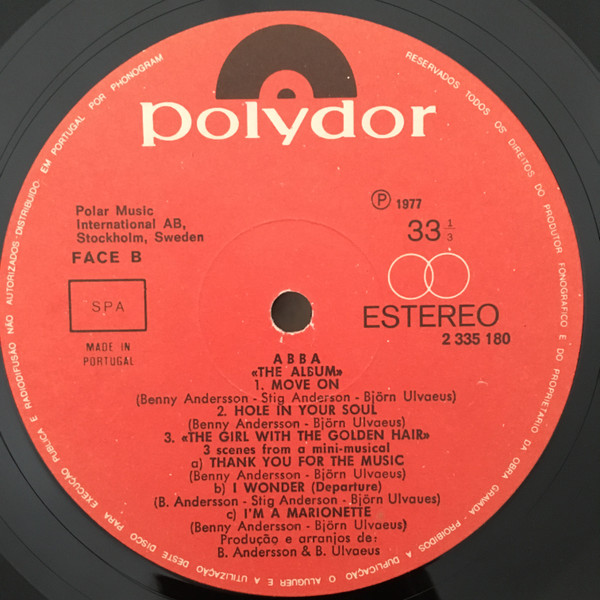 polydor
Polar Music
International AB,
Stockholm, Sweden
FACE B
SPA
MADE IN
PORTUGAL
Ⓟ 1977
33 1/3
ESTEREO
2 335 180
ABBA
«THE ALBUM»
1. MOVE ON
(Benny Andersson - Stig Anderson - Björn Ulvaeus)
2. HOLE IN YOUR SOUL
(Benny Andersson - Björn Ulvaeus)
3. «THE GIRL WITH THE GOLDEN HAIR»
3 scenes from a mini-musical
a) THANK YOU FOR THE MUSIC
(Benny Andersson - Björn Ulvaeus)
b) I WONDER (Departure)
(B. Andersson - Stig Anderson - Björn Ulvaues)
c) I'M A MARIONETTE
(Benny Andersson - Björn Ulvaeus)
Produção e arranjos de:
B. Andersson & B. Ulvaeus
RESERVADOS TODOS OS DIREITOS DO PRODUTOR FONOGRAFICO E DO PROPRIETARIO DA OBRA GRAVADA - PROIBIDOS A DUPLICAÇÃO O ALUGUER E A UTILIZAÇÃO DESTE DISCO PARA EXECUÇÃO PUBLICA E RADIODIFUSÃO NÃO AUTORIZADOS-DISTRIBUIDO EM PORTUGAL POR PHONOGRAM